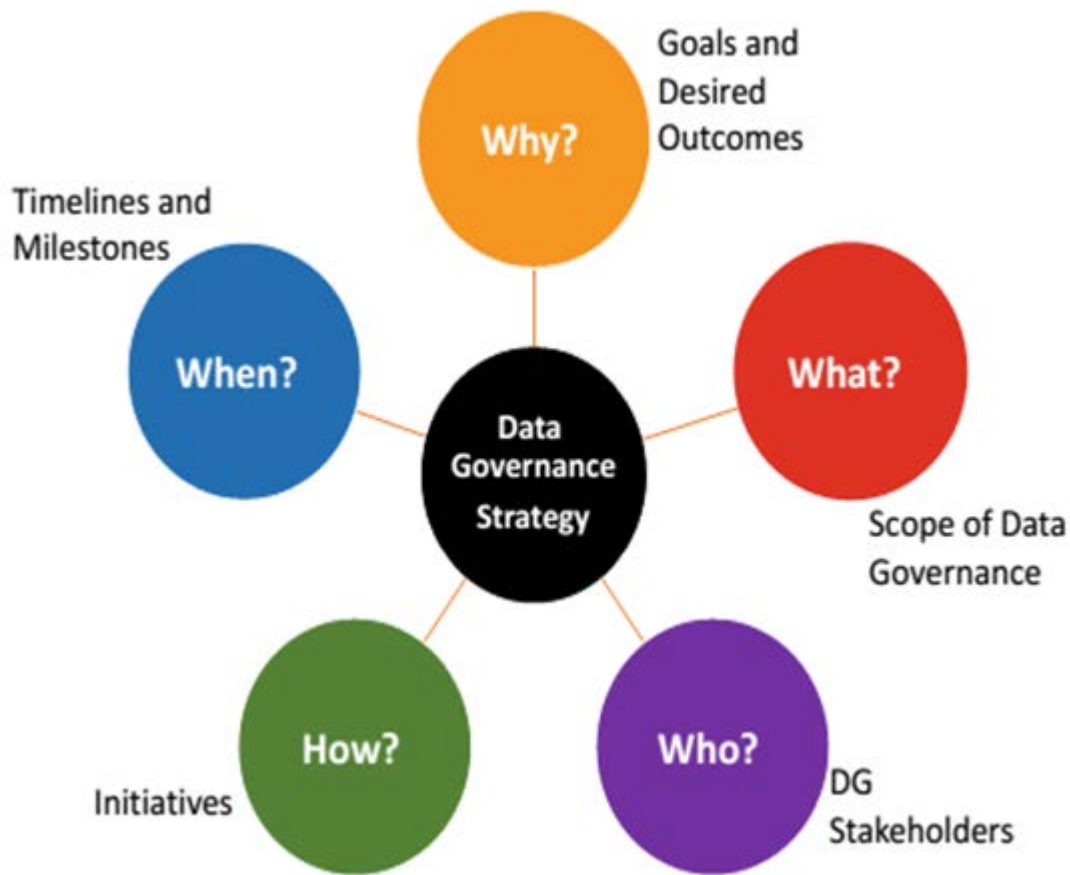 Why?
Goals and
Desired
Outcomes
Timelines and
Milestones
When?
What?
Data
Governance
Strategy
Scope of Data
Governance
How?
Who?
Initiatives
DG
Stakeholders